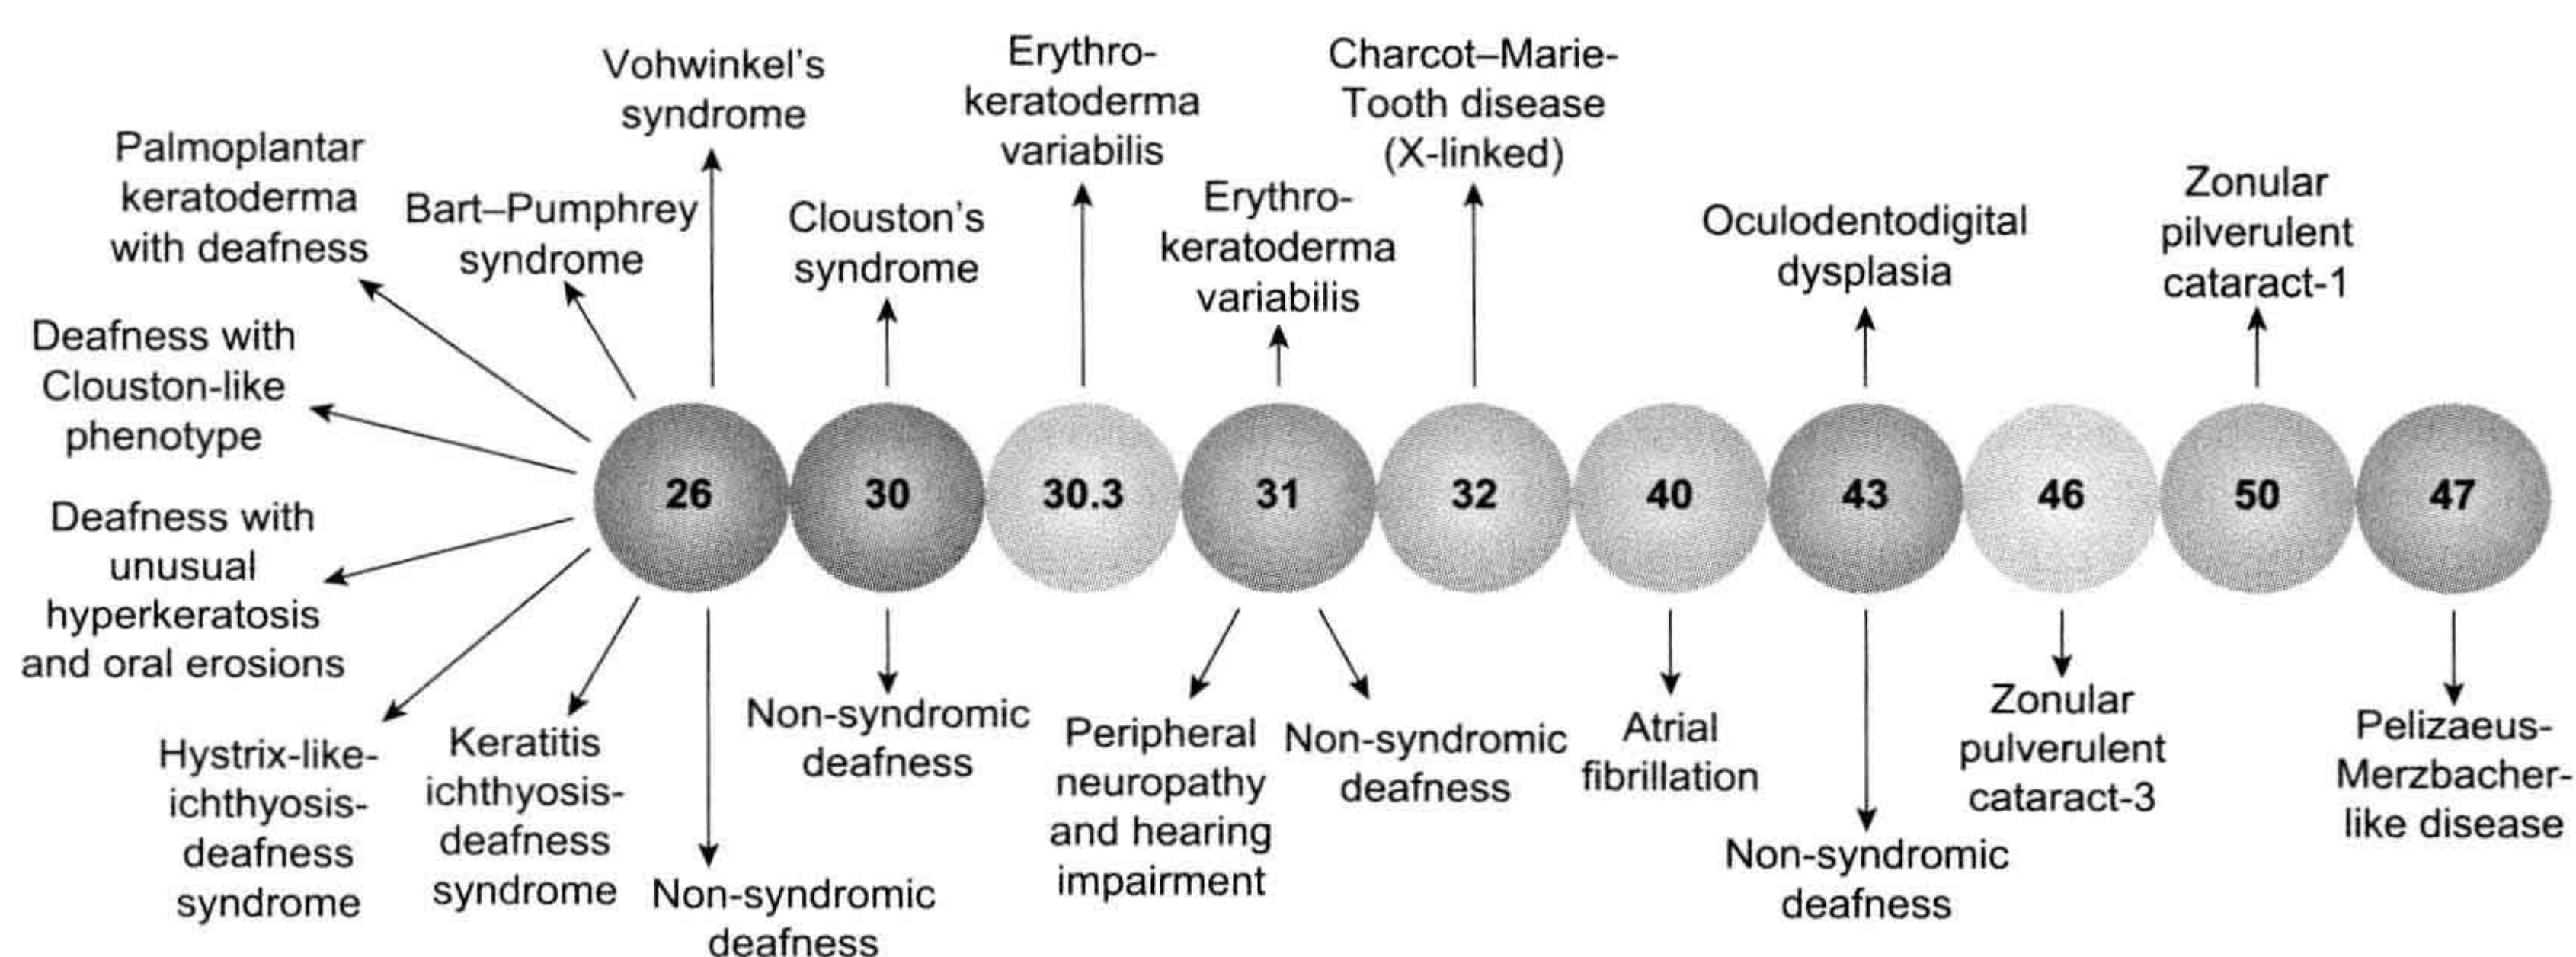 Vohwinkel's
syndrome
Erythro-
keratoderma
variabilis
Charcot–Marie-
Tooth disease
(X-linked)
Palmoplantar
keratoderma
with deafness
Bart–Pumphrey
syndrome
Clouston's
syndrome
Erythro-
keratoderma
variabilis
Oculodentodigital
dysplasia
Zonular
pilverulent
cataract-1
Deafness with
Clouston-like
phenotype
26
30
30.3
31
32
40
43
46
50
47
Deafness with
unusual
hyperkeratosis
and oral erosions
Hystrix-like-
ichthyosis-
deafness
syndrome
Keratitis
ichthyosis-
deafness
syndrome
Non-syndromic
deafness
Non-syndromic
deafness
Peripheral
neuropathy
and hearing
impairment
Non-syndromic
deafness
Atrial
fibrillation
Non-syndromic
deafness
Zonular
pulverulent
cataract-3
Pelizaeus-
Merzbacher-
like disease